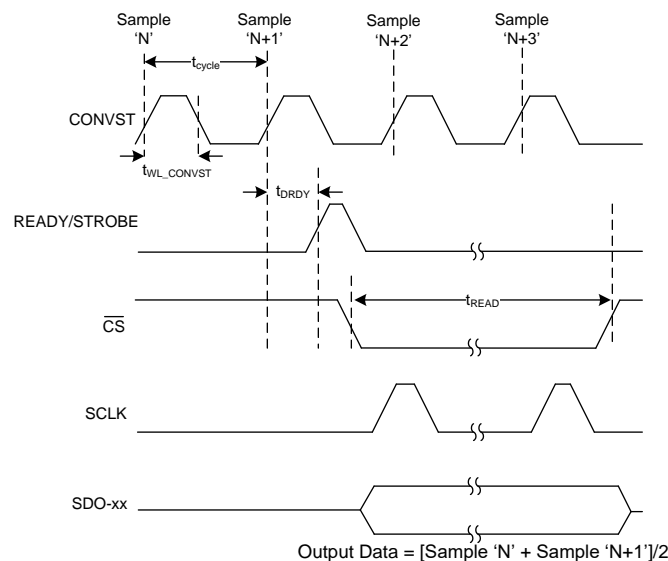 Sample
'N'
Sample
'N+1'
Sample
'N+2'
Sample
'N+3'
tcycle
CONVST
tWL_CONVST
tDRDY
READY/STROBE
tREAD
CS
SCLK
SDO-xx
Output Data = [Sample 'N' + Sample 'N+1']/2